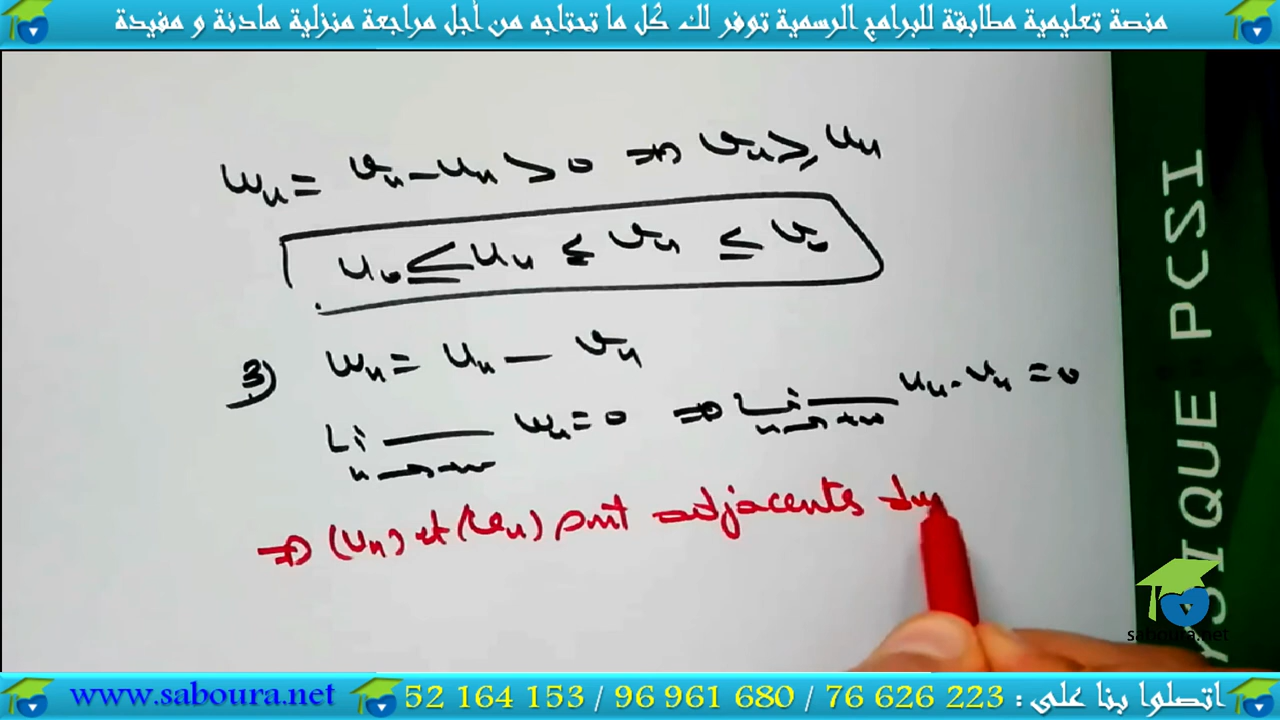 منصة تعليمية مطابقة للبرامج الرسمية توفر لك كل ما تحتاجه من أجل مراجعة منزلية هادئة و مفيدة
wₙ = vₙ - uₙ > 0 ⇒ vₙ ≥ uₙ
u₀ ≤ uₙ ≤ vₙ ≤ v₀
3) wₙ = uₙ - vₙ
Lim n→+∞ wₙ = 0 ⇒ Lim n→+∞ uₙ - vₙ = 0
⇒ (uₙ) et (vₙ) sont adjacents
YSIQUE PCSI
saboura.net
www.saboura.net 52 164 153 / 96 961 680 / 76 626 223 : اتصلوا بنا على